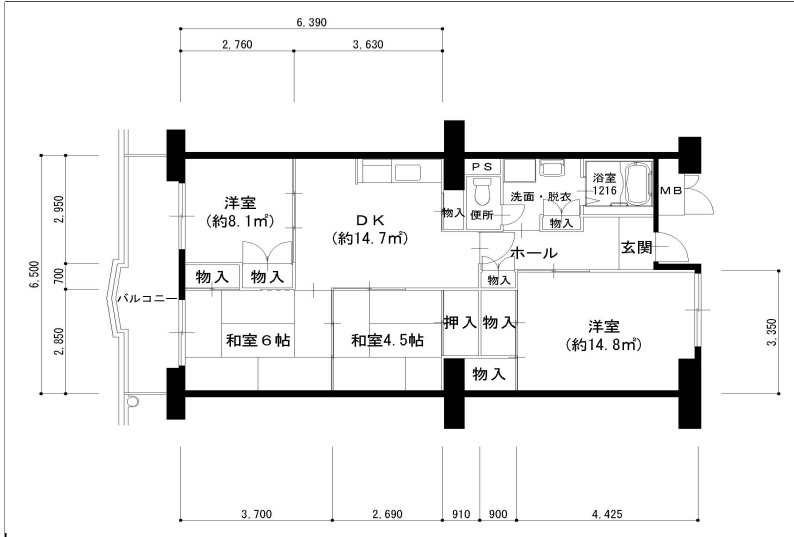 6,390
2,760
3,630
6,500
2,950
700
2,850
3,350
洋室
(約8.1㎡)
DK
(約14.7㎡)
物入
PS
便所
洗面・脱衣
物入
浴室
1216
MB
ホール
玄関
物入
物入
物入
バルコニー
和室6帖
和室4.5帖
押入
物入
物入
洋室
(約14.8㎡)
3,700
2,690
910
900
4,425